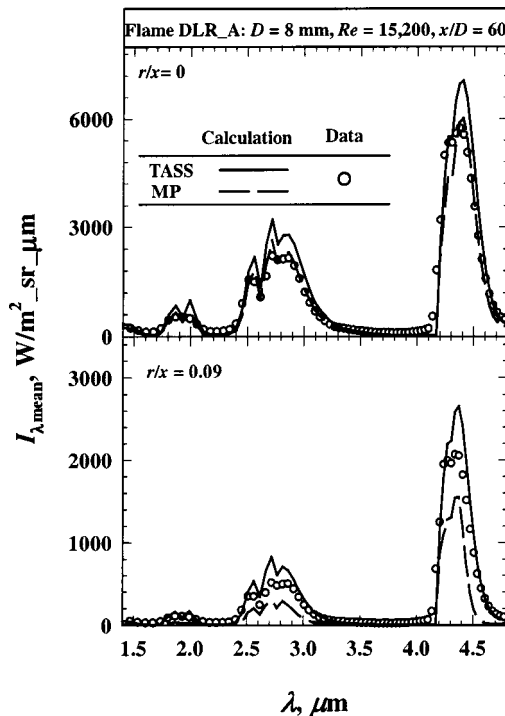 Flame DLR_A: D = 8 mm, Re = 15,200, x/D = 60
r/x = 0
Calculation Data
TASS
MP
6000
3000
0
r/x = 0.09
3000
2000
1000
0
1.5 2.0 2.5 3.0 3.5 4.0 4.5
I_λmean, W/m²_sr_µm
λ, µm